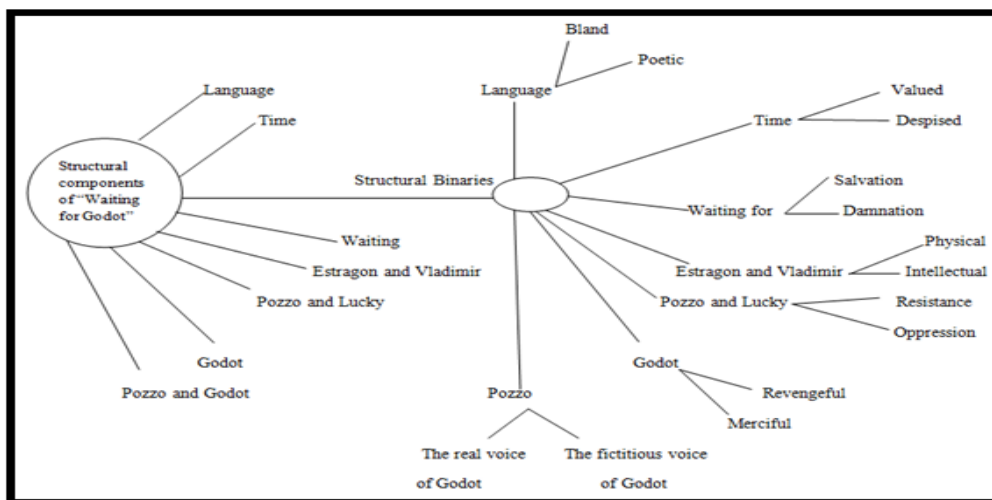 Bland
Poetic
Language
Language
Valued
Time
Time
Despised
Structural
components
of "Waiting
for Godot"
Structural Binaries
Salvation
Waiting for
Damnation
Waiting
Physical
Estragon and Vladimir
Estragon and Vladimir
Intellectual
Pozzo and Lucky
Pozzo and Lucky
Resistance
Oppression
Godot
Godot
Pozzo and Godot
Pozzo
Revengeful
Merciful
The real voice
of Godot
The fictitious voice
of Godot